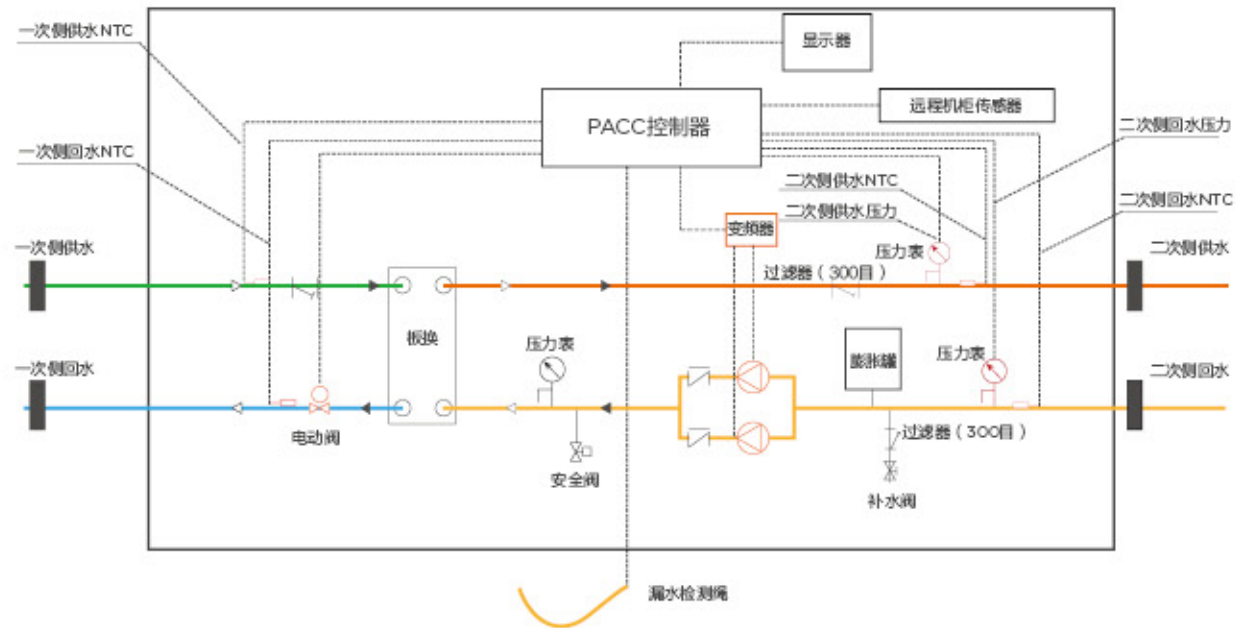 一次侧供水NTC
显示器
远程机柜传感器
PACC控制器
二次侧回水压力
一次侧回水NTC
二次侧供水NTC
二次侧回水NTC
二次侧供水压力
变频器
一次侧供水
压力表
二次侧供水
过滤器（300目）
板换
压力表
膨胀罐
压力表
一次侧回水
二次侧回水
电动阀
过滤器（300目）
安全阀
补水阀
漏水检测绳